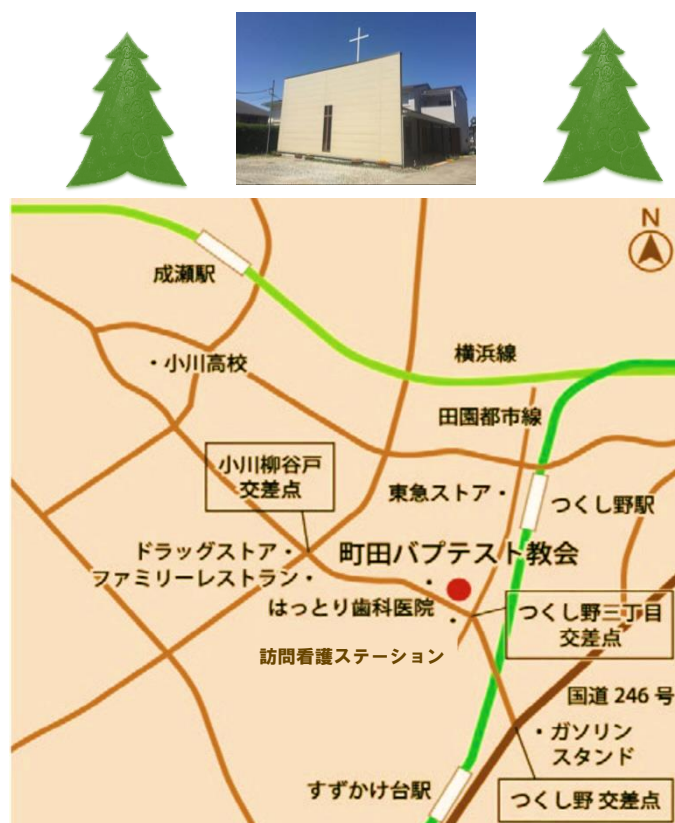 N
成瀬駅
・小川高校
横浜線
田園都市線
小川柳谷戸
交差点
東急ストア・
つくし野駅
ドラッグストア・
町田バプテスト教会
ファミリーレストラン・
はっとり歯科医院
つくし野三丁目
交差点
訪問看護ステーション
国道246号
・ガソリン
スタンド
すずかけ台駅
つくし野 交差点